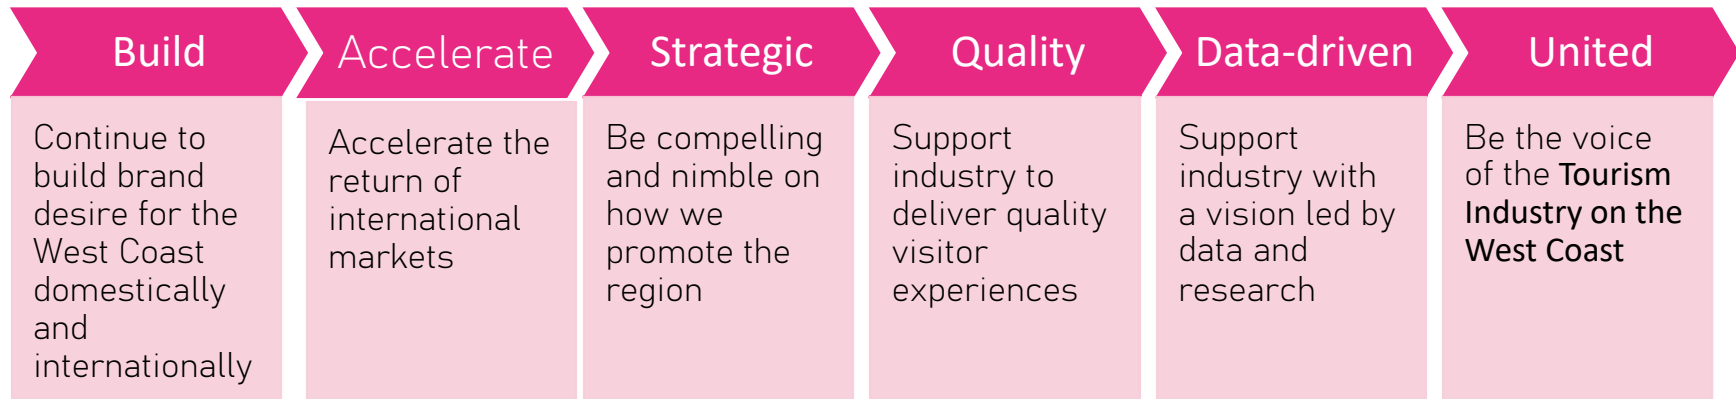 Build
Accelerate
Strategic
Quality
Data-driven
United
Continue to
build brand
desire for the
West Coast
domestically
and
internationally
Accelerate the
return of
international
markets
Be compelling
and nimble on
how we
promote the
region
Support
industry to
deliver quality
visitor
experiences
Support
industry with
a vision led by
data and
research
Be the voice
of the Tourism
Industry on the
West Coast